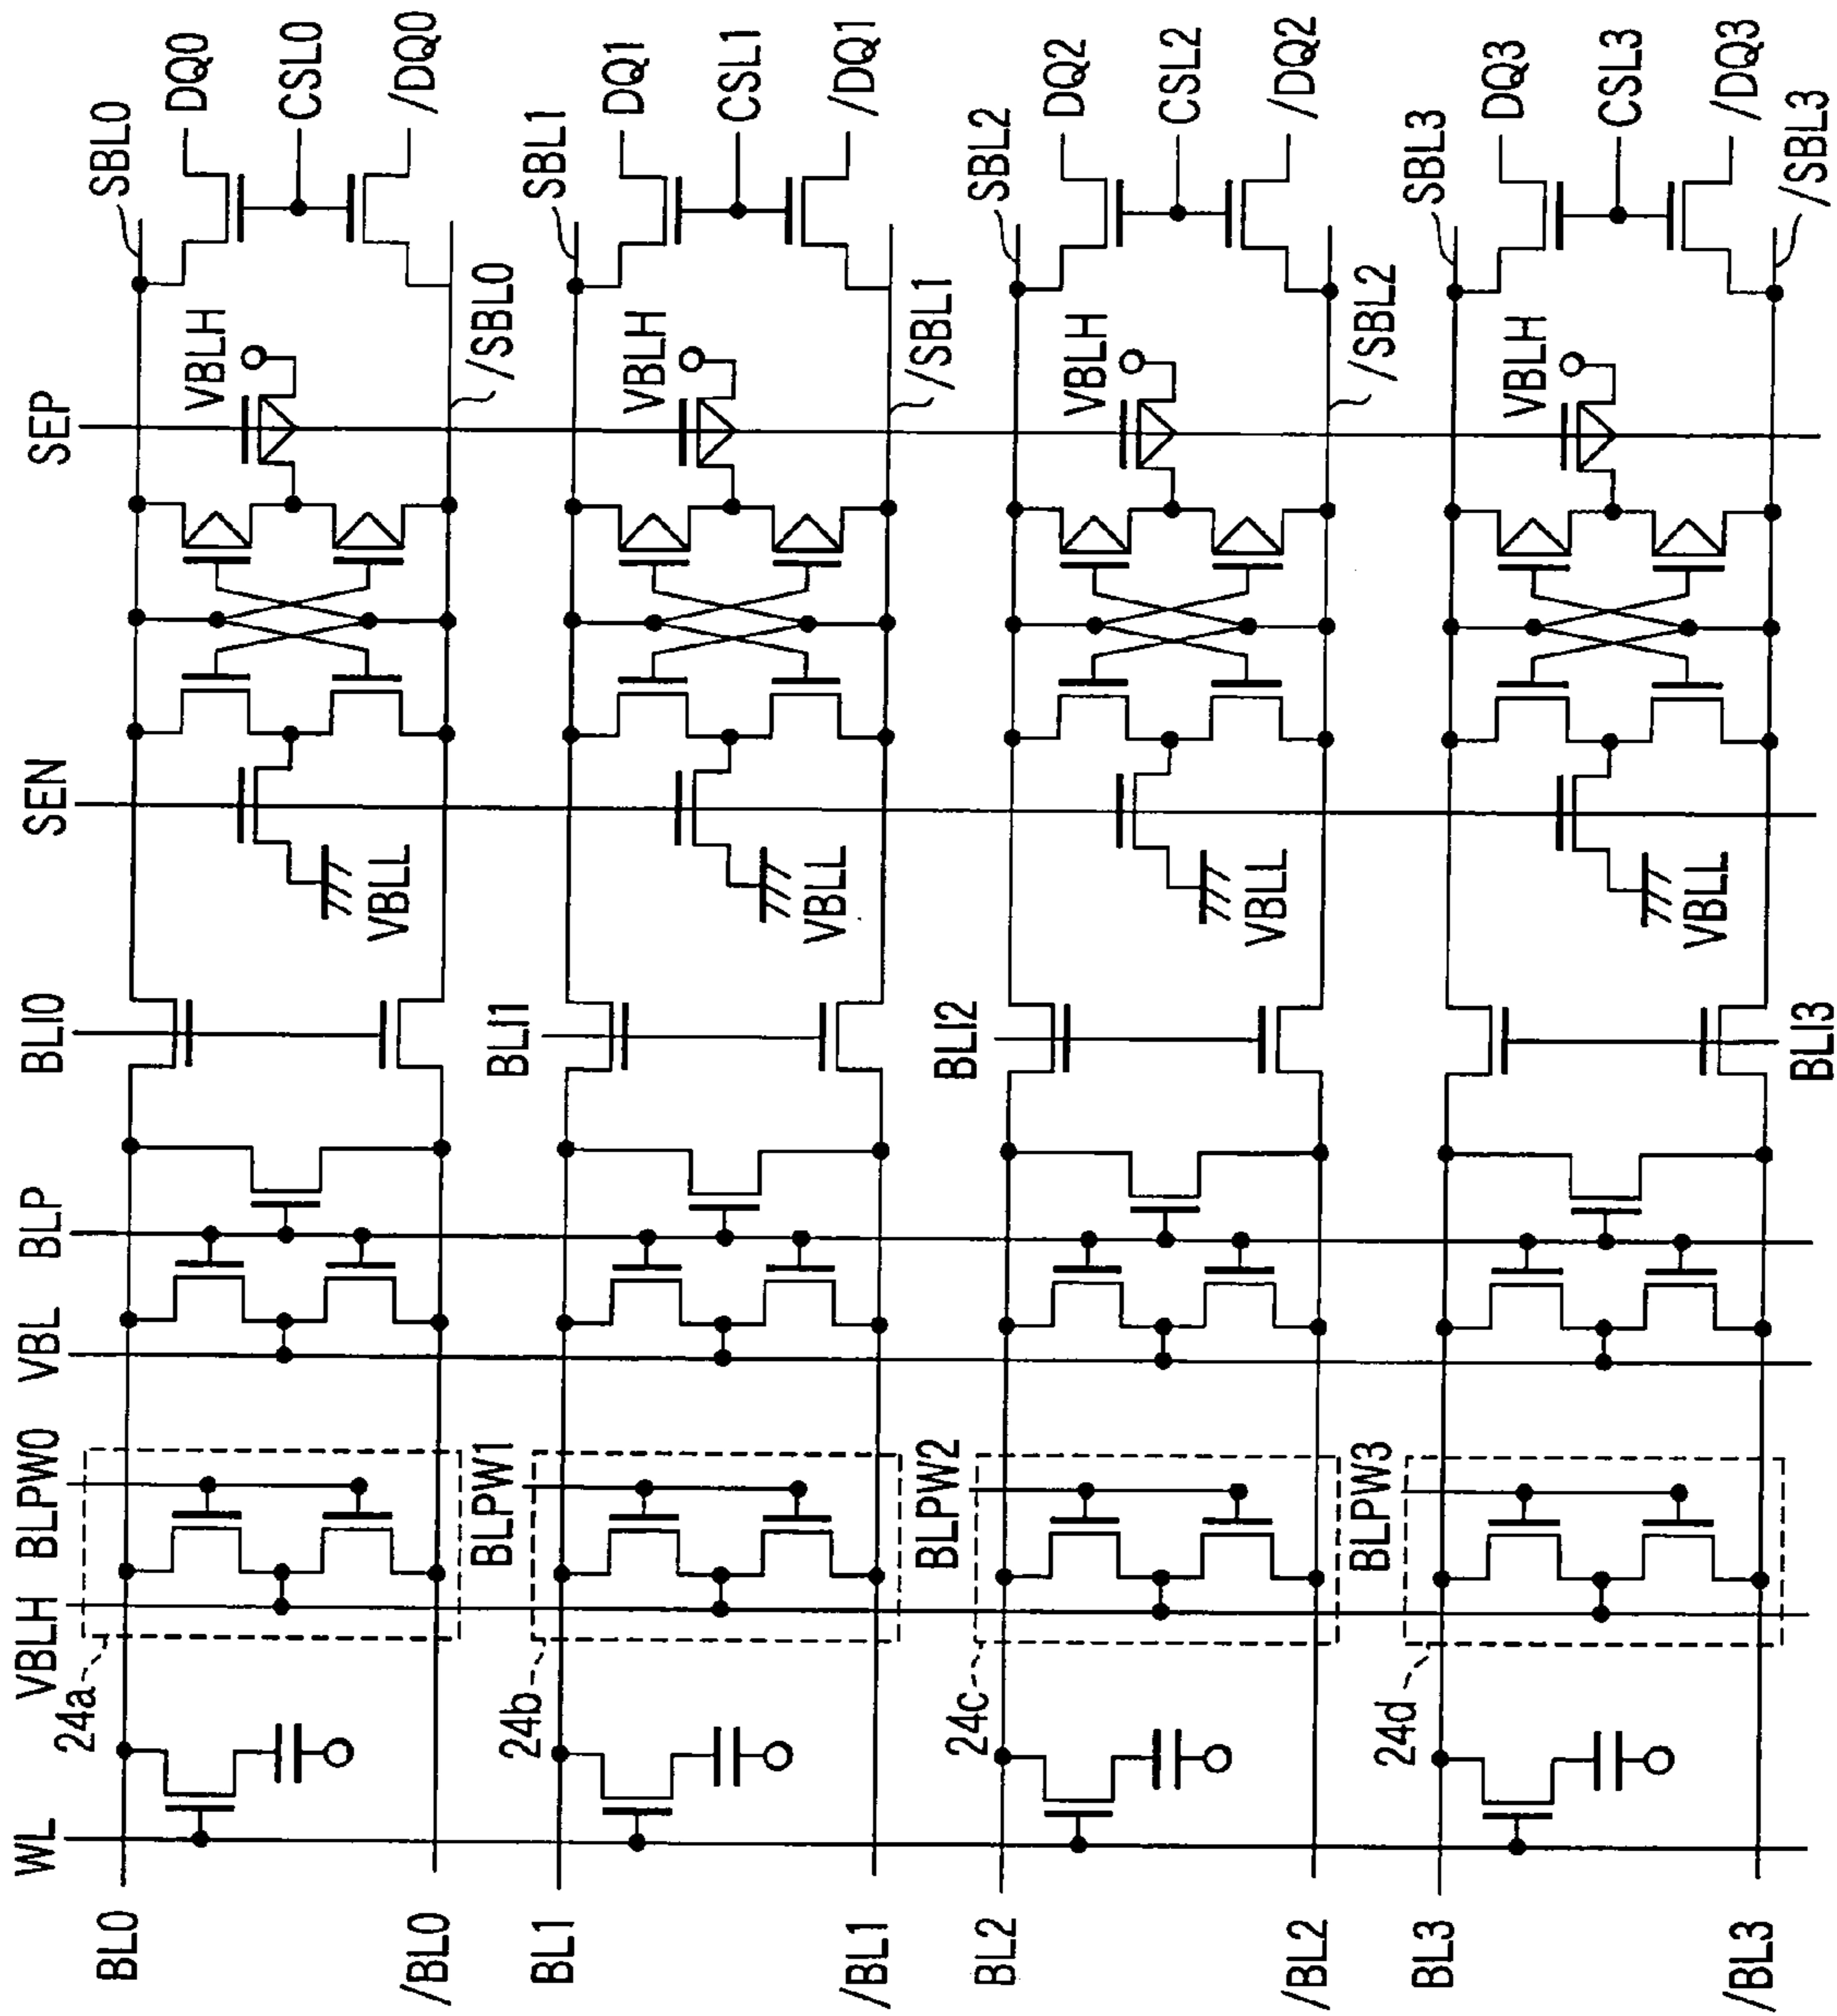 SBL0
DQ0
CSL0
/DQ0
SEP
VBLH
/SBL0
SEN
VBLL
BLI0
BLP
VBL
BLPW0
VBLH
24a
WL
BL0
/BL0
SBL1
DQ1
CSL1
/DQ1
VBLH
/SBL1
VBLL
BLI1
BLPW1
24b
BL1
/BL1
SBL2
DQ2
CSL2
/DQ2
VBLH
/SBL2
VBLL
BLI2
BLPW2
24c
BL2
/BL2
SBL3
DQ3
CSL3
/DQ3
/SBL3
VBLH
VBLL
BLI3
BLPW3
24d
BL3
/BL3